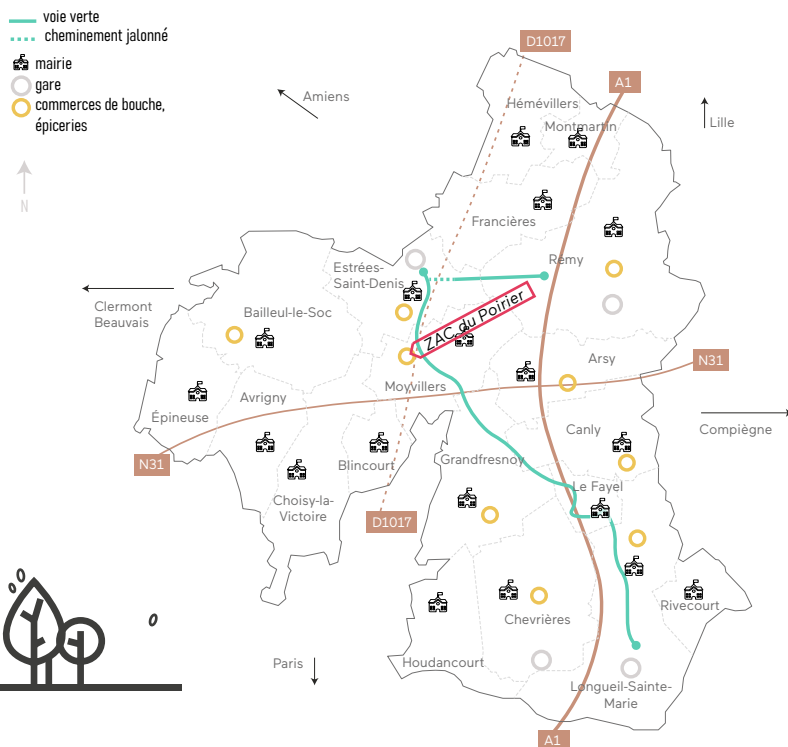 voie verte
cheminement jalonné
mairie
gare
commerces de bouche,
épiceries
N
D1017
A1
Amiens
Lille
Hémévillers
Montmartin
Francières
Rémy
Estrées-
Saint-Denis
Clermont
Beauvais
Bailleul-le-Soc
ZAC du Poirier
Arsy
N31
Moyvillers
Épineuse
Avrigny
Canly
Compiègne
N31
Blincourt
Grandfresnoy
Le Fayel
Choisy-la-
Victoire
D1017
Rivecourt
Chevrières
Paris
Houdancourt
Longueil-Sainte-
Marie
A1